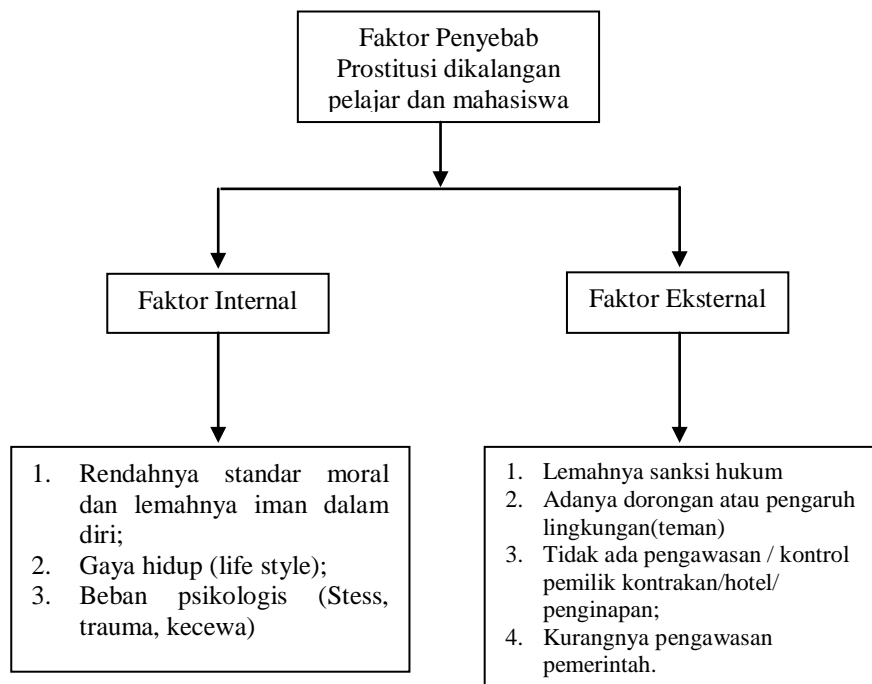 Faktor Penyebab
Prostitusi dikalangan
pelajar dan mahasiswa
Faktor Internal
Faktor Eksternal
1. Rendahnya standar moral
dan lemahnya iman dalam
diri;
2. Gaya hidup (life style);
3. Beban psikologis (Stess,
trauma, kecewa)
1. Lemahnya sanksi hukum
2. Adanya dorongan atau pengaruh
lingkungan(teman)
3. Tidak ada pengawasan / kontrol
pemilik kontrakan/hotel/
penginapan;
4. Kurangnya pengawasan
pemerintah.